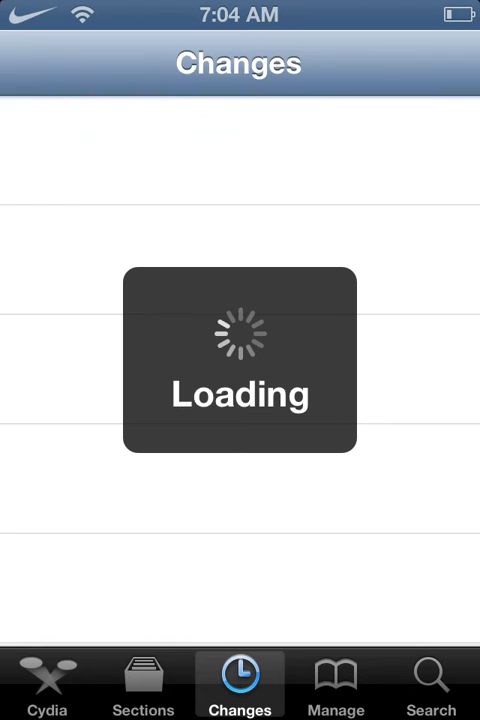 7:04 AM
Changes
Loading
Cydia
Sections
Changes
Manage
Search